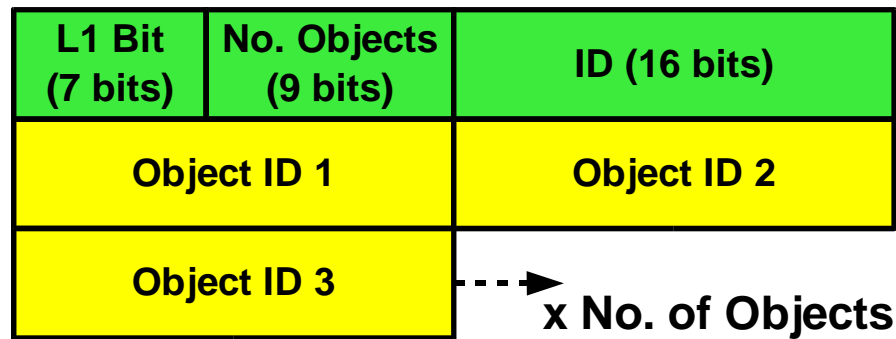 L1 Bit
(7 bits)
No. Objects
(9 bits)
ID (16 bits)
Object ID 1
Object ID 2
Object ID 3
x No. of Objects